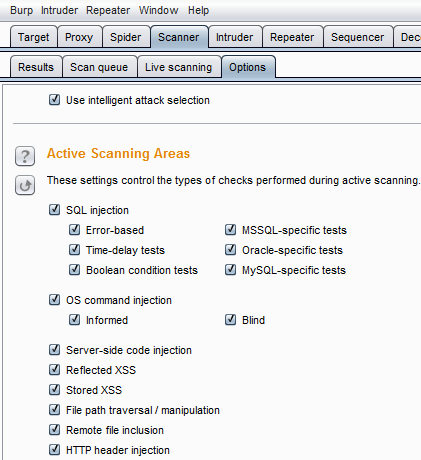 Burp Intruder Repeater Window Help
Target Proxy Spider Scanner Intruder Repeater Sequencer
Results Scan queue Live scanning Options
Use intelligent attack selection
? Active Scanning Areas
These settings control the types of checks performed during active scanning.
SQL injection
Error-based MSSQL-specific tests
Time-delay tests Oracle-specific tests
Boolean condition tests MySQL-specific tests
OS command injection
Informed Blind
Server-side code injection
Reflected XSS
Stored XSS
File path traversal / manipulation
Remote file inclusion
HTTP header injection